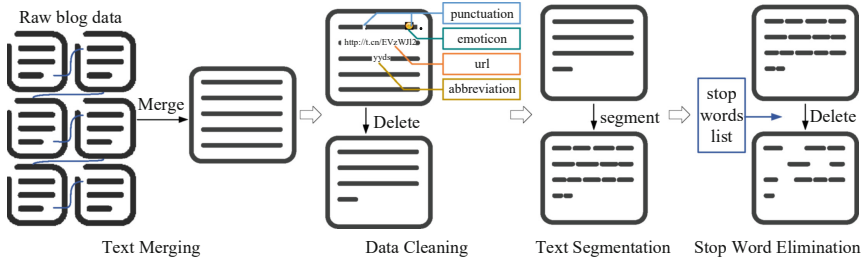 Raw blog data
Merge
Text Merging
punctuation
emoticon
http://t.cn/EVzWJI2
url
yyds
abbreviation
Delete
Data Cleaning
segment
Text Segmentation
stop
words
list
Delete
Stop Word Elimination